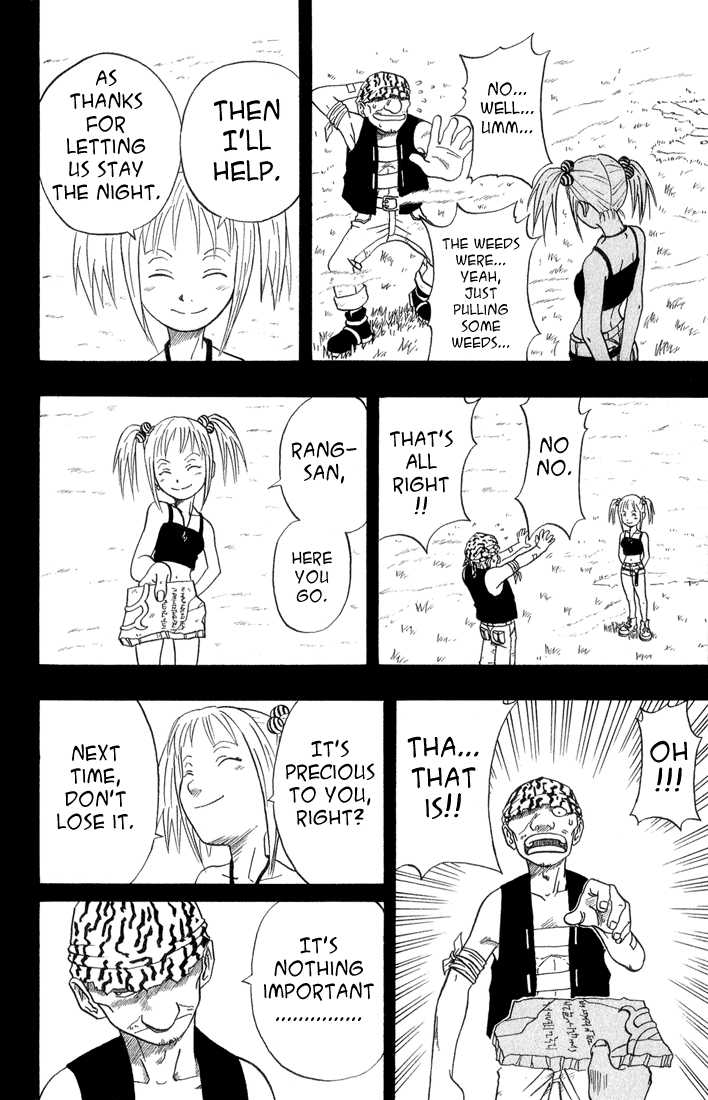 NO...
WELL...
UMM...
THE WEEDS
WERE...
YEAH,
JUST
PULLING
SOME
WEEDS...
THEN
I'LL
HELP.
AS
THANKS
FOR
LETTING
US STAY
THE NIGHT.
NO
NO.
THAT'S
ALL
RIGHT
!!
RANG-
SAN,
HERE
YOU
GO.
OH
!!!
THA...
THAT
IS!!
IT'S
PRECIOUS
TO YOU,
RIGHT?
NEXT
TIME,
DON'T
LOSE IT.
IT'S
NOTHING
IMPORTANT
...............